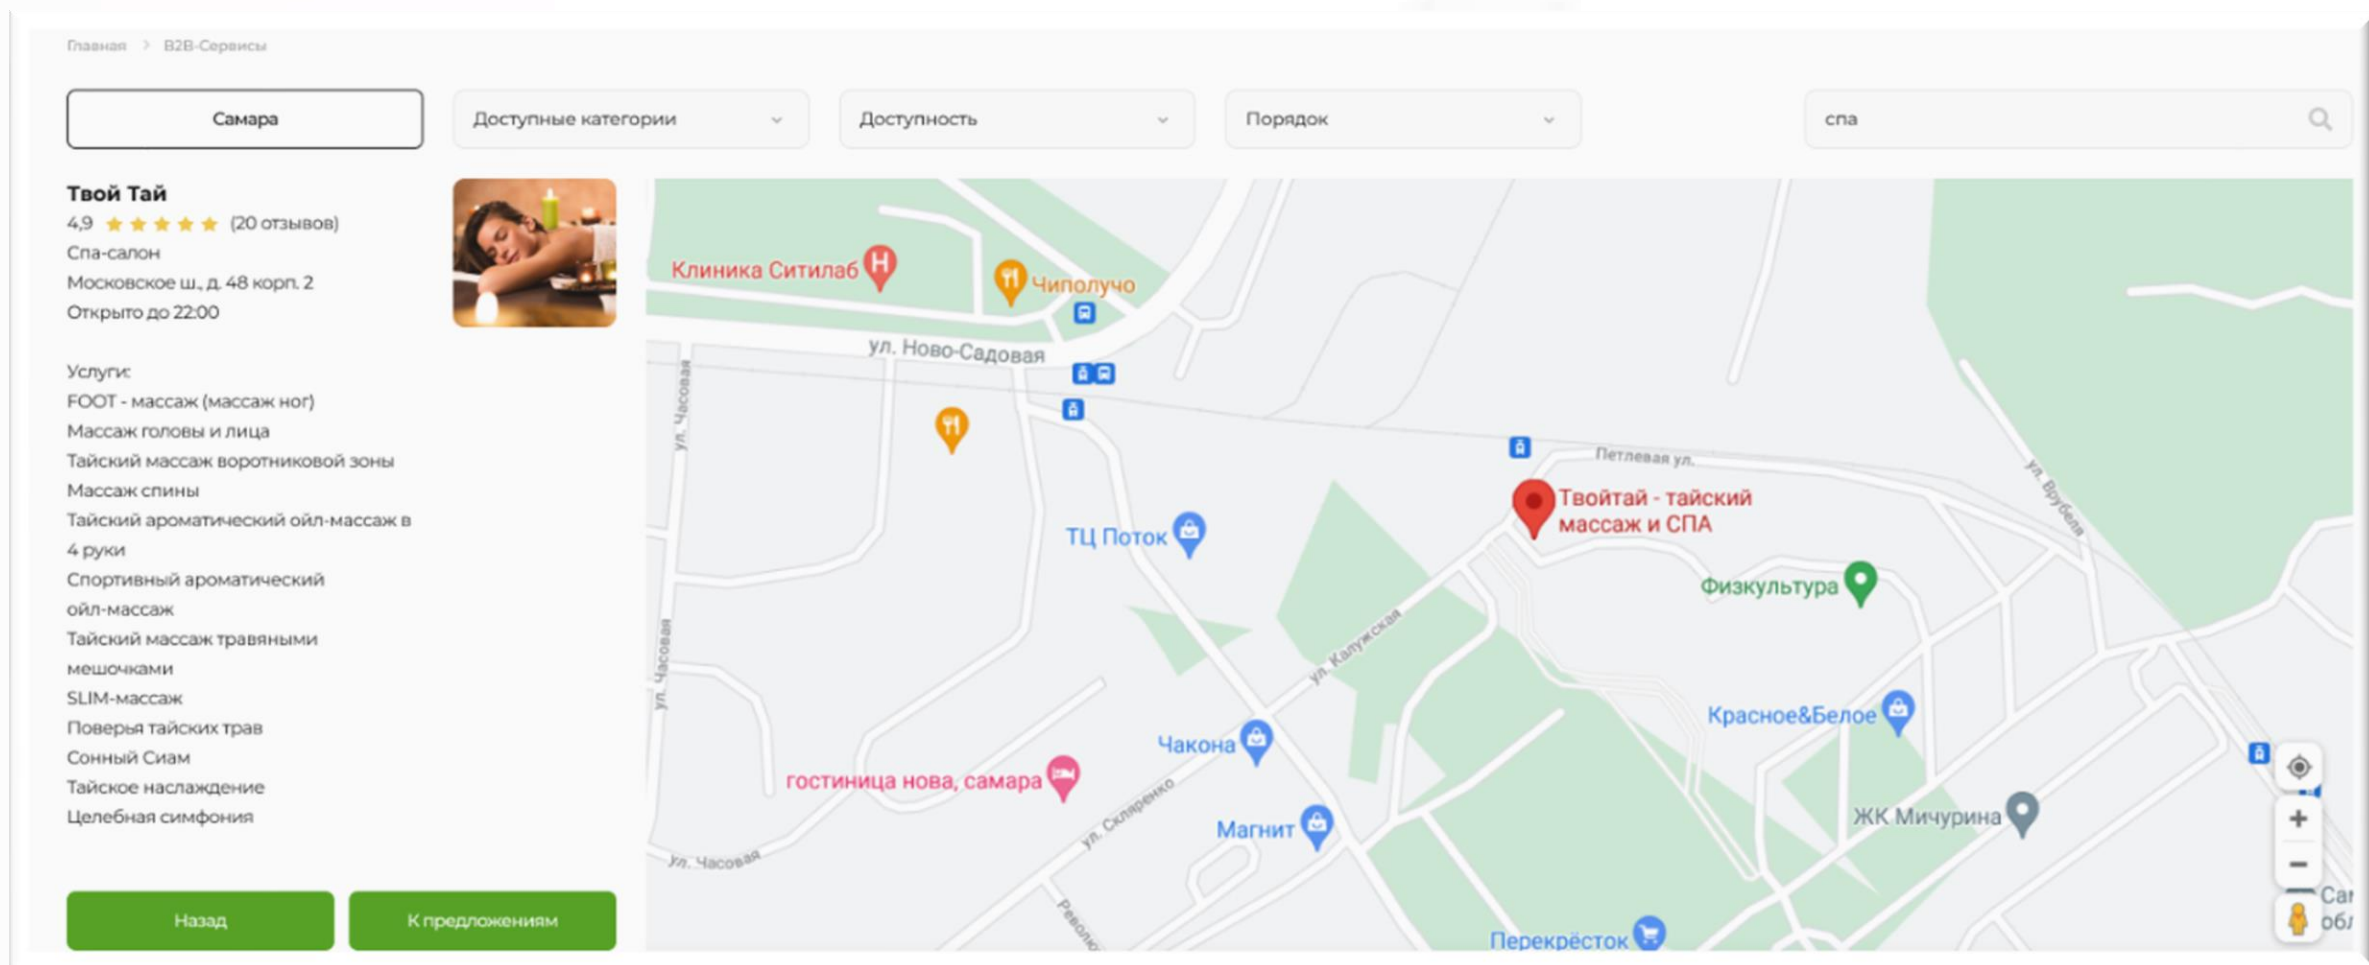 Главная > B2B-Сервисы
Самара
Доступные категории
Доступность
Порядок
спа
Твой Тай
4,9 (20 отзывов)
Спа-салон
Московское ш., д. 48 корп. 2
Открыто до 22:00
Услуги:
FOOT - массаж (массаж ног)
Массаж головы и лица
Тайский массаж воротниковой зоны
Массаж спины
Тайский ароматический ойл-массаж в
4 руки
Спортивный ароматический
ойл-массаж
Тайский массаж травяными
мешочками
SLIM-массаж
Поверья тайских трав
Сонный Сиам
Тайское наслаждение
Целебная симфония
Назад
К предложениям
Клиника Ситилаб
Чиполучо
ул. Ново-Садовая
ул. Часовая
Петлевая ул.
ул. Врубеля
Твойтай - тайский
массаж и СПА
ТЦ Поток
Физкультура
ул. Калужская
ул. Часовая
Красное&Белое
Чакона
гостиница нова, самара
ул. Скляренко
Магнит
ЖК Мичурина
ул. Часовая
Револю
Перекрёсток
Сам
обл